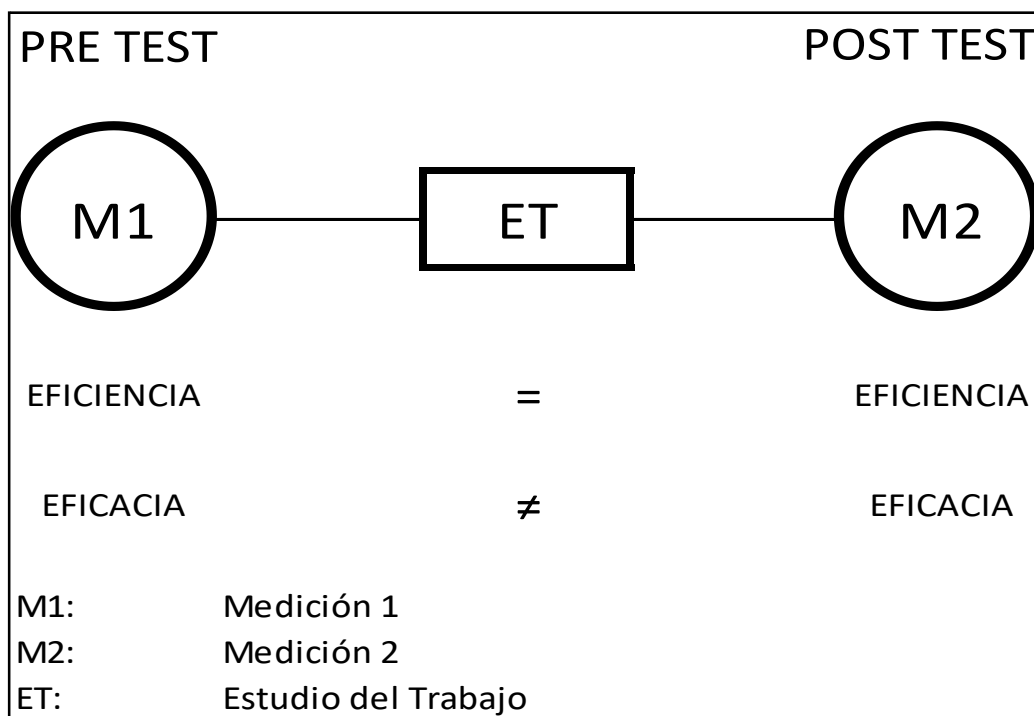 PRE TEST POST TEST
M1 ET M2
EFICIENCIA = EFICIENCIA
EFICACIA ≠ EFICACIA
M1: Medición 1
M2: Medición 2
ET: Estudio del Trabajo